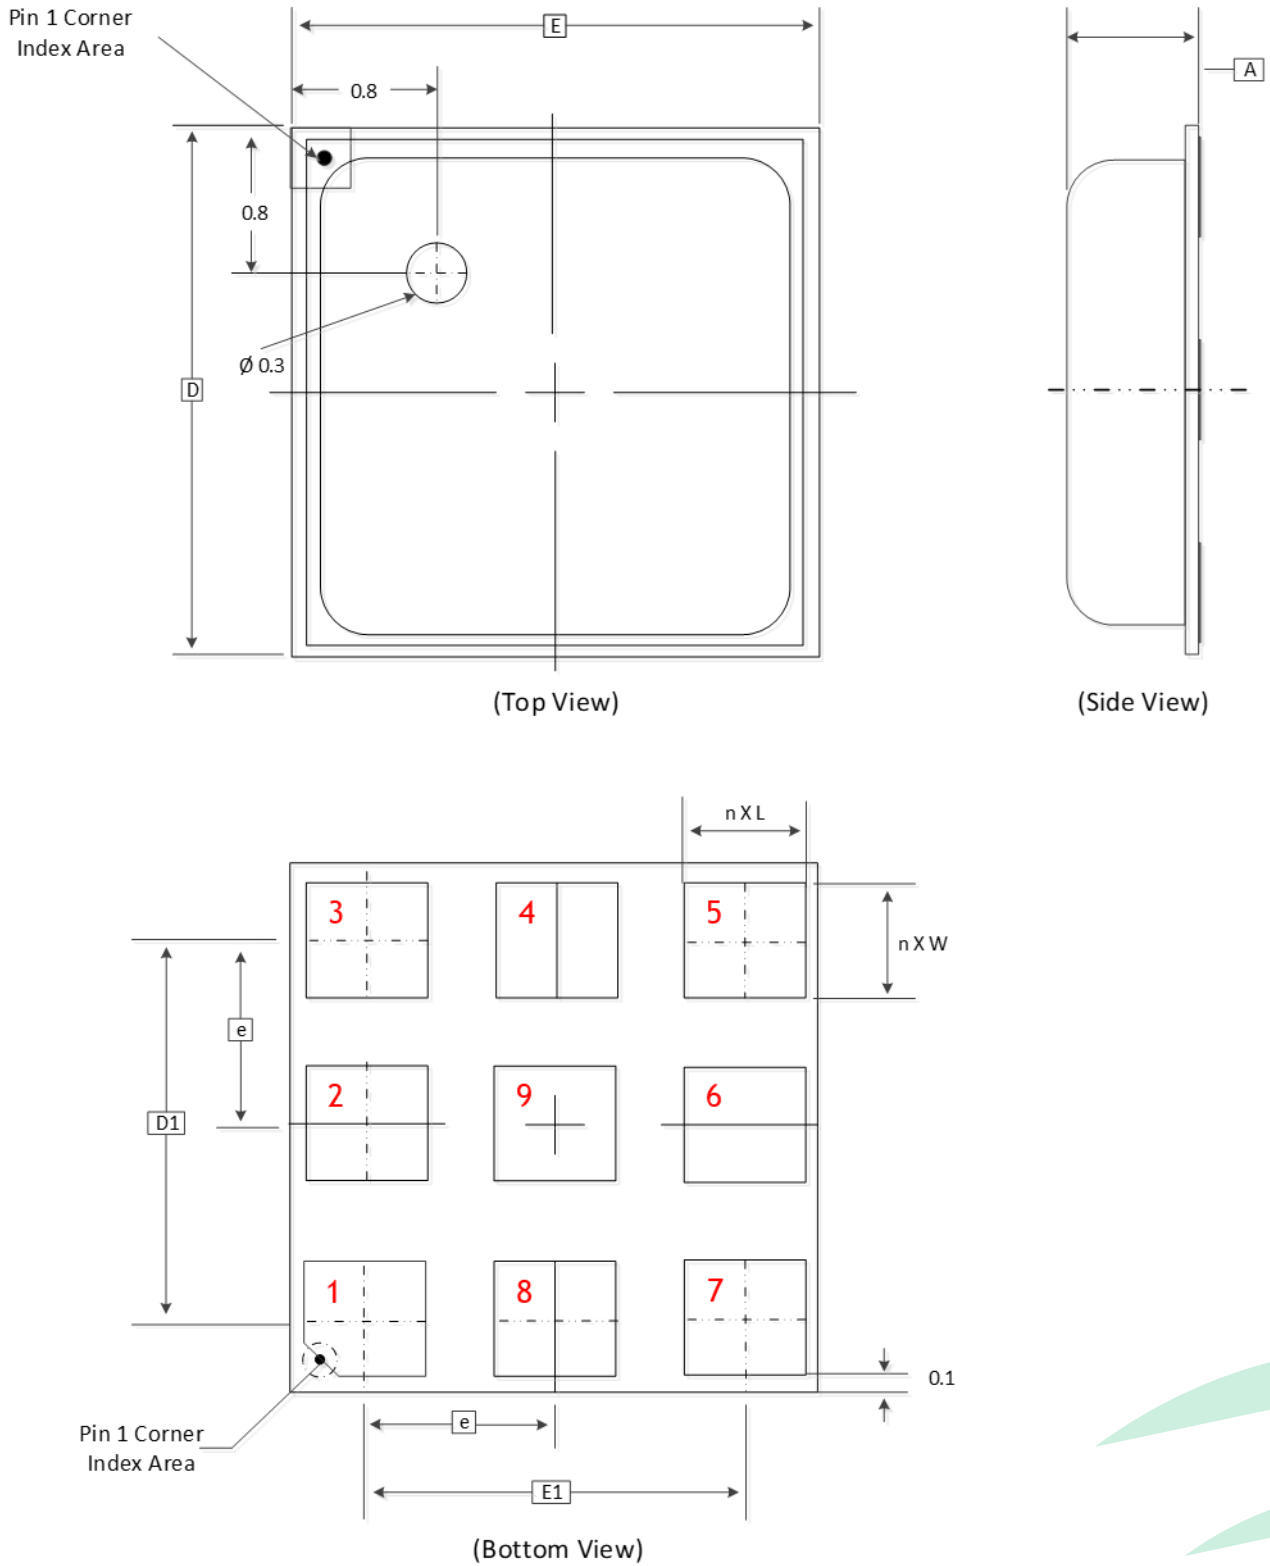 Pin 1 Corner
Index Area
E
0.8
A
0.8
Ø 0.3
D
(Top View)
(Side View)
n X L
3
4
5
n X W
e
2
9
6
D1
1
8
7
0.1
Pin 1 Corner
Index Area
e
E1
(Bottom View)